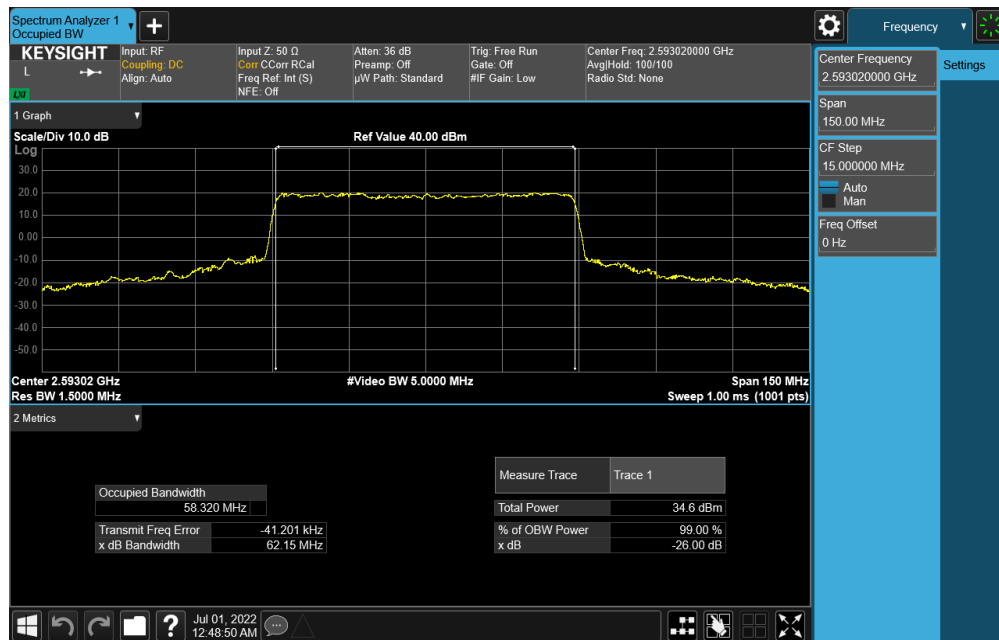 Spectrum Analyzer 1
Occupied BW
Frequency
KEYSIGHT
L
LXI
Input: RF
Coupling: DC
Align: Auto
Input Z: 50 Ω
Corr CCorr RCal
Freq Ref: Int (S)
NFE: Off
Atten: 36 dB
Preamp: Off
µW Path: Standard
Trig: Free Run
Gate: Off
#IF Gain: Low
Center Freq: 2.593020000 GHz
Avg|Hold: 100/100
Radio Std: None
Center Frequency
2.593020000 GHz
Settings
Span
150.00 MHz
CF Step
15.000000 MHz
Auto
Man
Freq Offset
0 Hz
1 Graph
Scale/Div 10.0 dB
Ref Value 40.00 dBm
Log
30.0
20.0
10.0
0.00
-10.0
-20.0
-30.0
-40.0
-50.0
Center 2.59302 GHz
#Video BW 5.0000 MHz
Span 150 MHz
Res BW 1.5000 MHz
Sweep 1.00 ms (1001 pts)
2 Metrics
Measure Trace
Trace 1
Occupied Bandwidth
58.320 MHz
Total Power
34.6 dBm
Transmit Freq Error
-41.201 kHz
% of OBW Power
99.00 %
x dB Bandwidth
62.15 MHz
x dB
-26.00 dB
?
Jul 01, 2022
12:48:50 AM